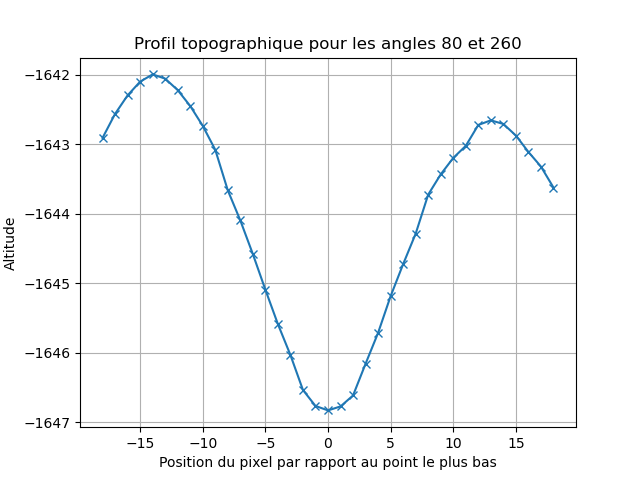 Profil topographique pour les angles 80 et 260
−1642
−1643
−1644
−1645
−1646
−1647
Altitude
−15 −10 −5 0 5 10 15
Position du pixel par rapport au point le plus bas